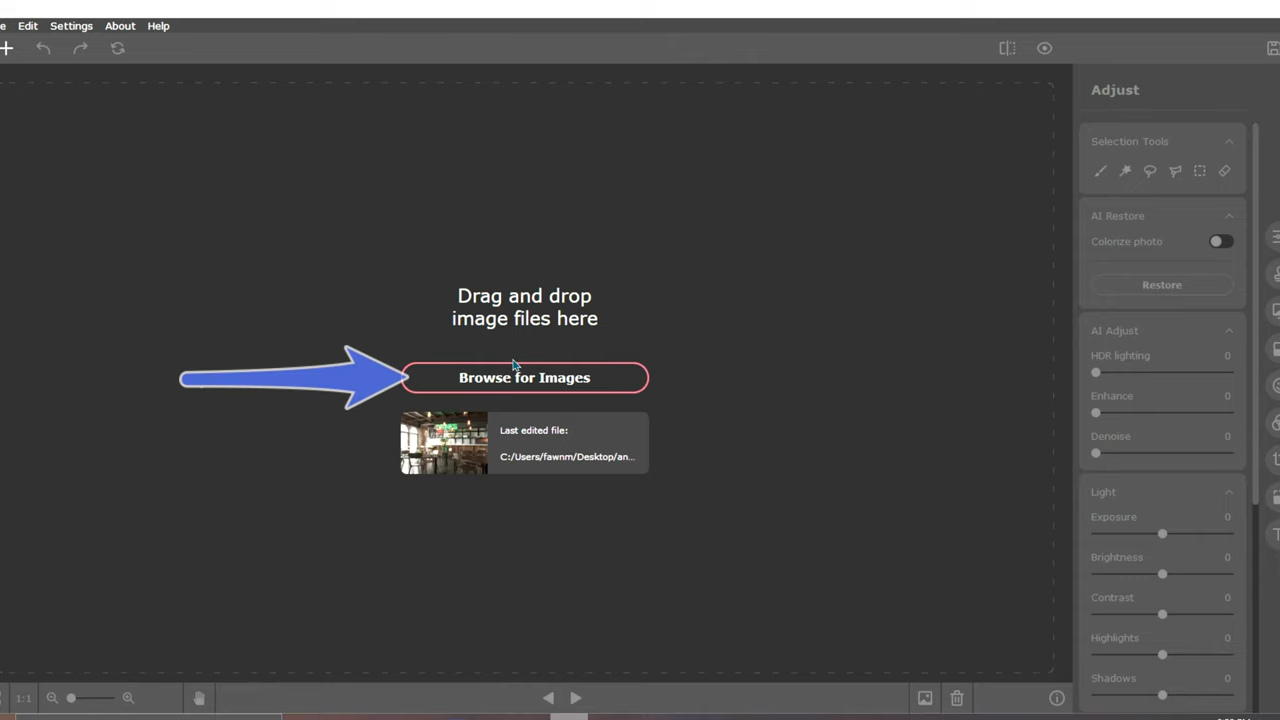 Edit Settings About Help
Adjust
Selection Tools
AI Restore
Colorize photo
Restore
AI Adjust
HDR lighting 0
Enhance 0
Denoise 0
Light
Exposure 0
Brightness 0
Contrast 0
Highlights 0
Shadows 0
Drag and drop
image files here
Browse for Images
Last edited file:
C:/Users/fawnm/Desktop/an...
1:1